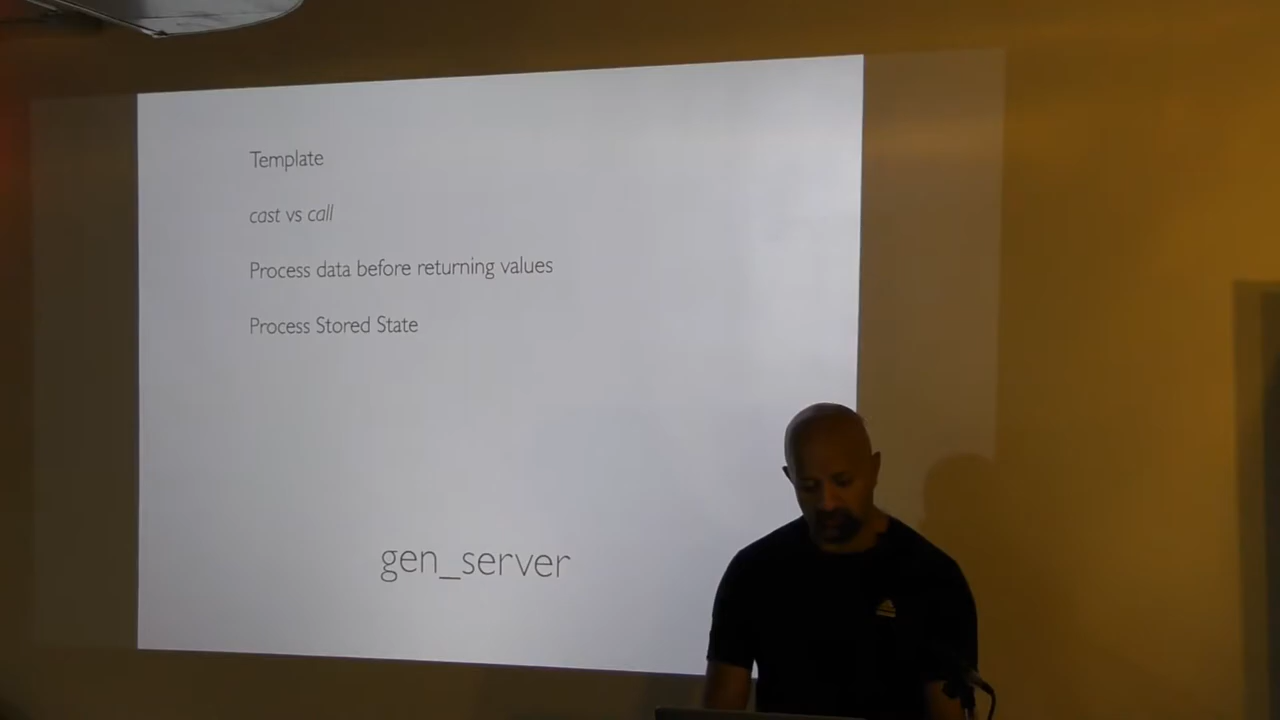 Template
cast vs call
Process data before returning values
Process Stored State
gen_server